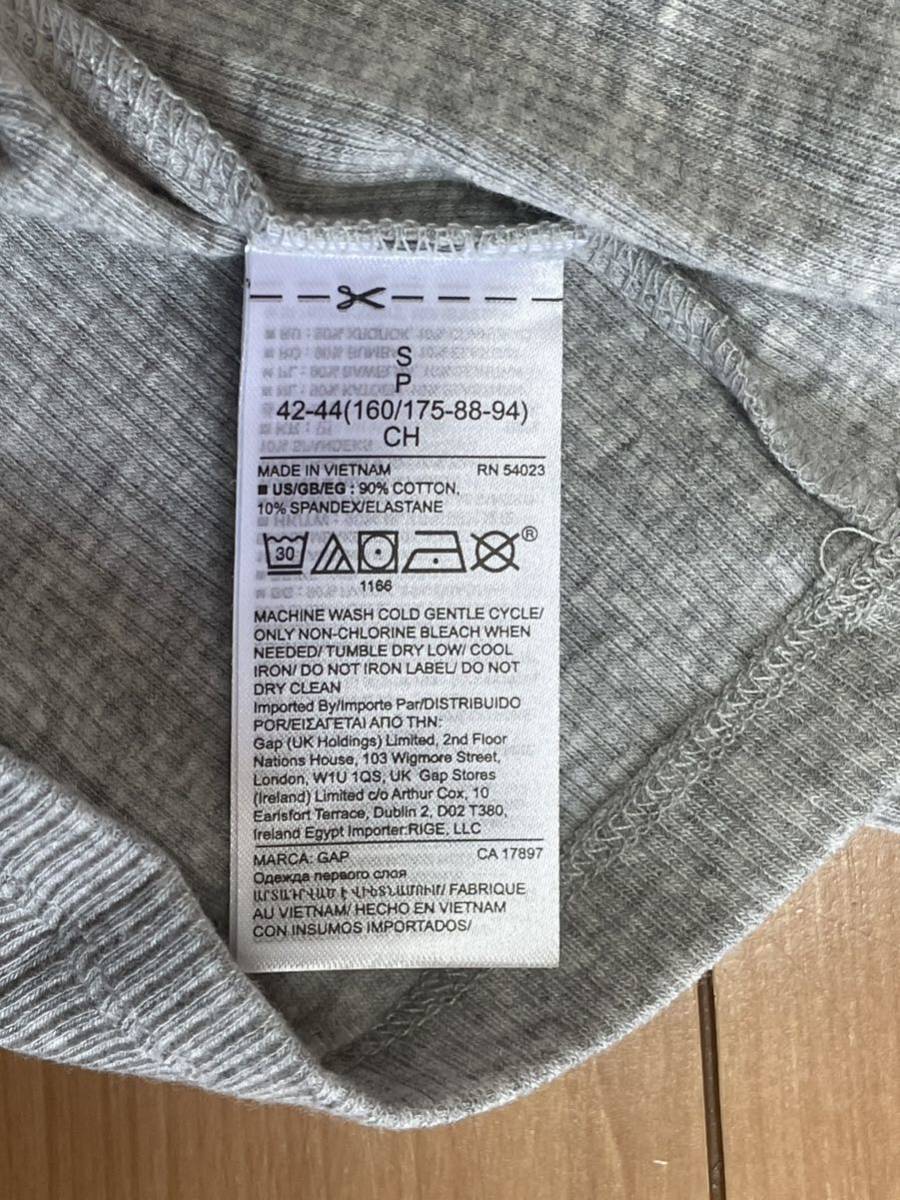 S
P
42-44(160/175-88-94)
CH
MADE IN VIETNAM RN 54023
■ US/GB/EG : 90% COTTON,
10% SPANDEX/ELASTANE
30
®
1166
MACHINE WASH COLD GENTLE CYCLE/
ONLY NON-CHLORINE BLEACH WHEN
NEEDED/ TUMBLE DRY LOW/ COOL
IRON/ DO NOT IRON LABEL/ DO NOT
DRY CLEAN
Imported By/Importe Par/DISTRIBUIDO
POR/ΕΙΣΑΓΕΤΑΙ ΑΠΟ ΤΗΝ:
Gap (UK Holdings) Limited, 2nd Floor
Nations House, 103 Wigmore Street,
London, W1U 1QS, UK Gap Stores
(Ireland) Limited c/o Arthur Cox, 10
Earlsfort Terrace, Dublin 2, D02 T380,
Ireland Egypt Importer:RIGE, LLC
MARCA: GAP CA 17897
Одежда первого слоя
ԱՐՏԱԴՐՎԱԾ Է ՎԻԵՏՆԱՄՈՒՄ/ FABRIQUE
AU VIETNAM/ HECHO EN VIETNAM
CON INSUMOS IMPORTADOS/